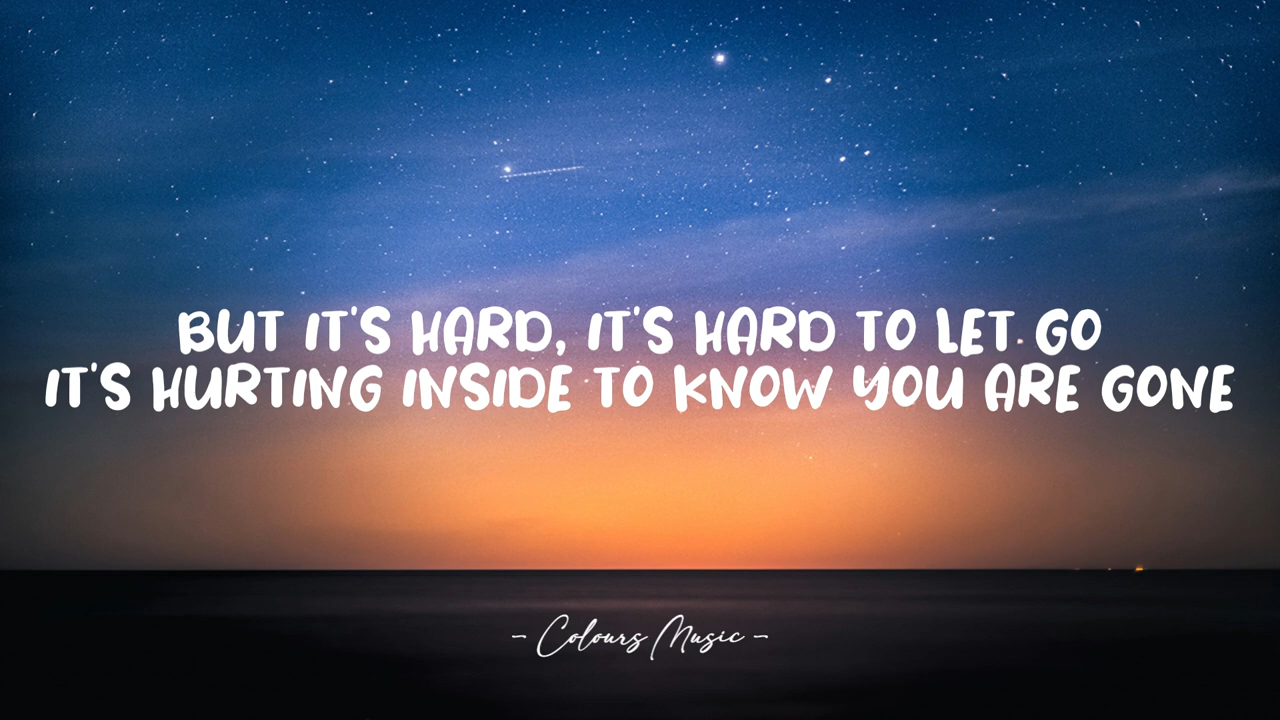 BUT IT'S HARD, IT'S HARD TO LET GO
IT'S HURTING INSIDE TO KNOW YOU ARE GONE
- Colours Music -